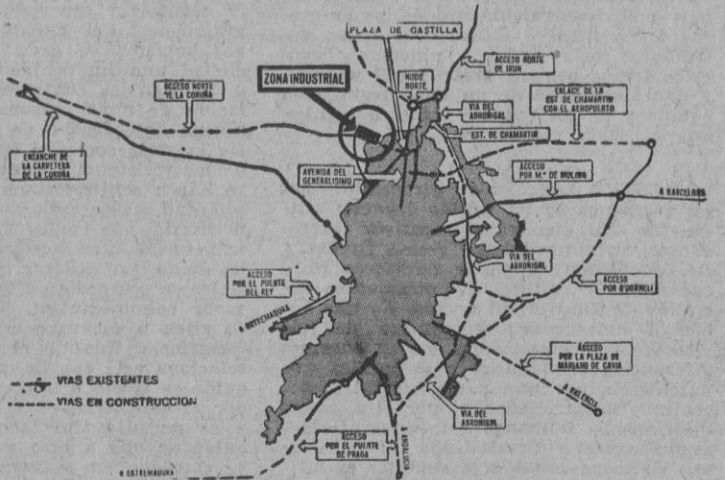 PLAZA DE CASTILLA
ACCESO NORTE
DE IRUN
ZONA INDUSTRIAL
NUDO
NORTE
ACCESO NORTE
DE LA CORUÑA
VIA DEL
ABROÑIGAL
ENLACE DE LA
EST. DE CHAMARTIN
CON EL AEROPUERTO
EST. DE CHAMARTIN
ENSANCHE DE
LA CARRETERA DE
LA CORUÑA
AVENIDA DEL
GENERALISIMO
ACCESO
POR Mª DE MOLINA
A BARCELONA
VIA DEL
ABROÑIGAL
ACCESO
POR EL PUENTE
DEL REY
ACCESO
POR O'DONNELL
A EXTREMADURA
ACCESO
POR LA PLAZA DE
MARIANO DE CAVIA
VIAS EXISTENTES
A VALENCIA
VIAS EN CONSTRUCCION
VIA DEL
ABROÑIGAL
ACCESO
POR EL PUENTE
DE PRAGA
A ANDALUCIA
A EXTREMADURA